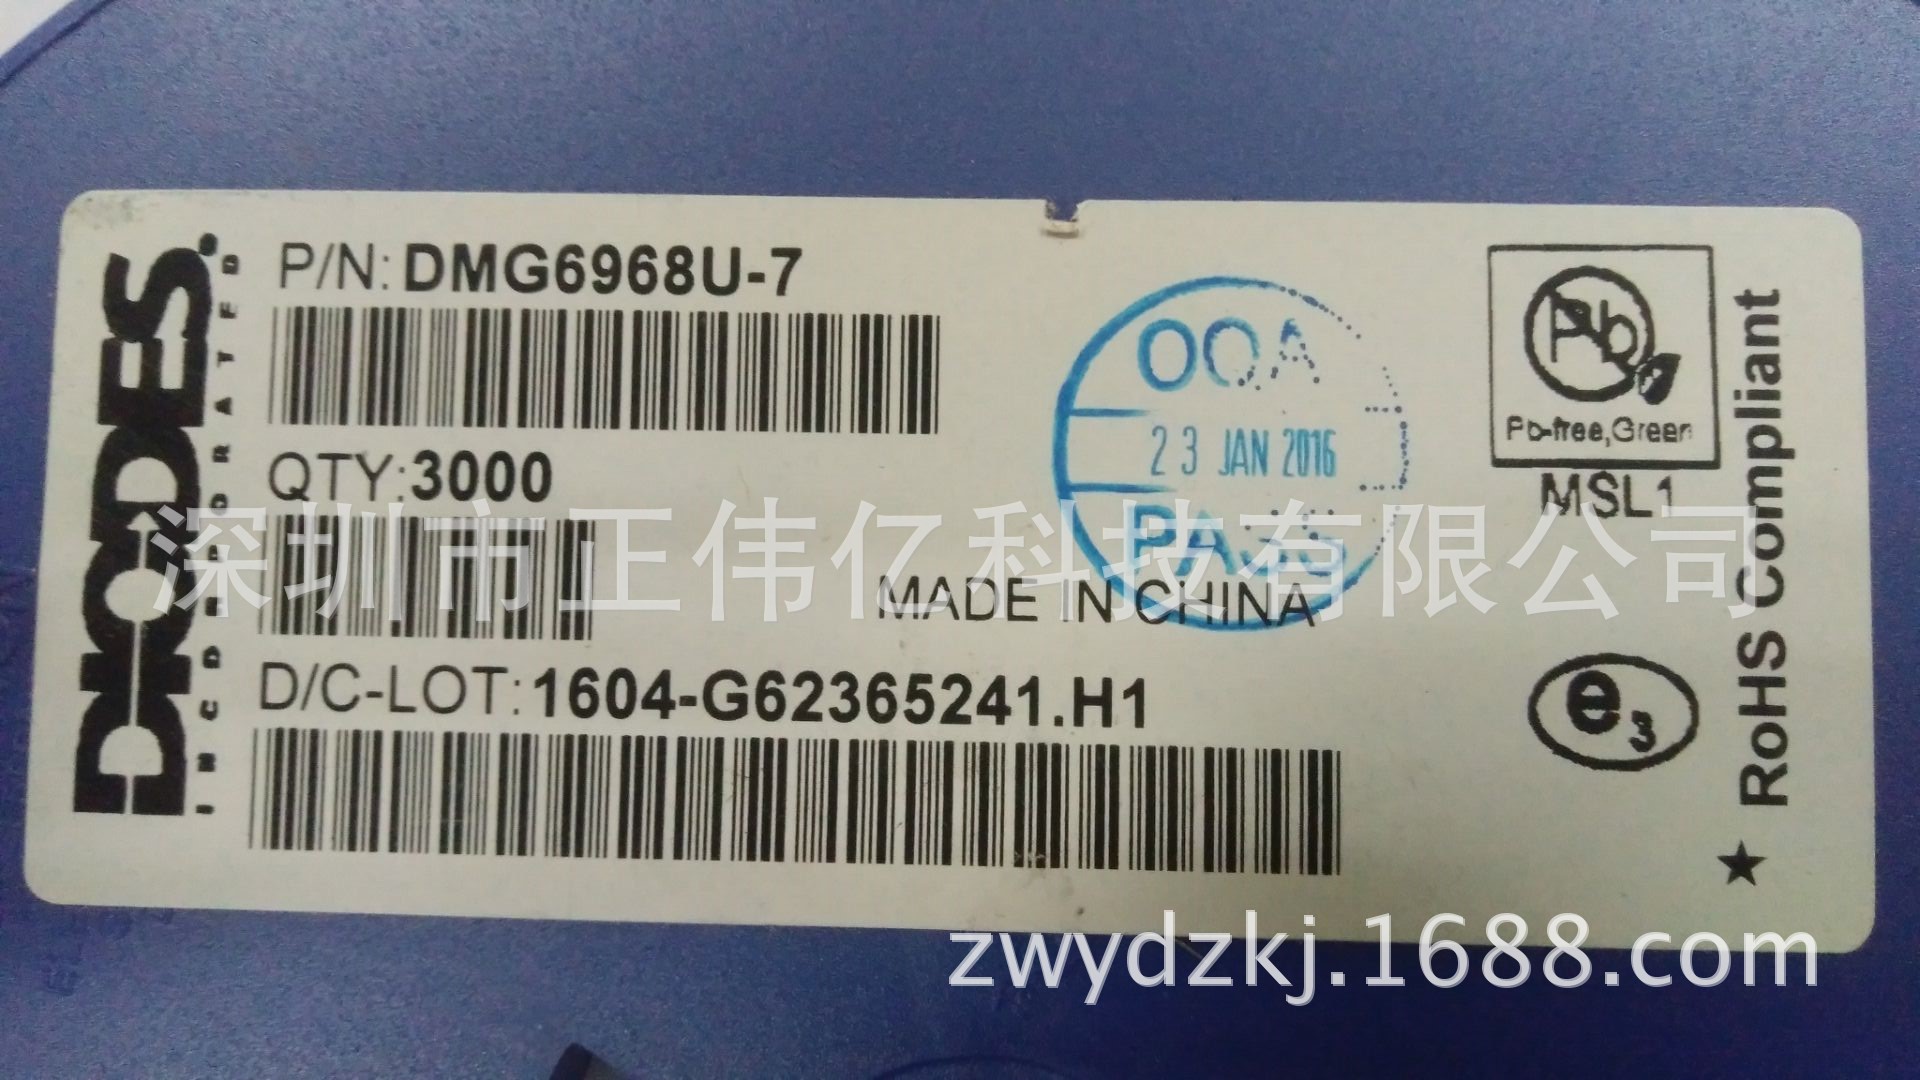 DIODES
INCORPORATED
P/N: DMG6968U-7
QTY: 3000
D/C-LOT: 1604-G62365241.H1
MADE IN CHINA
OQA
23 JAN 2016
PASS
Pb
Pb-free,Green
MSL1
e3
★ RoHS Compliant
深圳市正伟亿科技有限公司
zwydzkj.1688.com